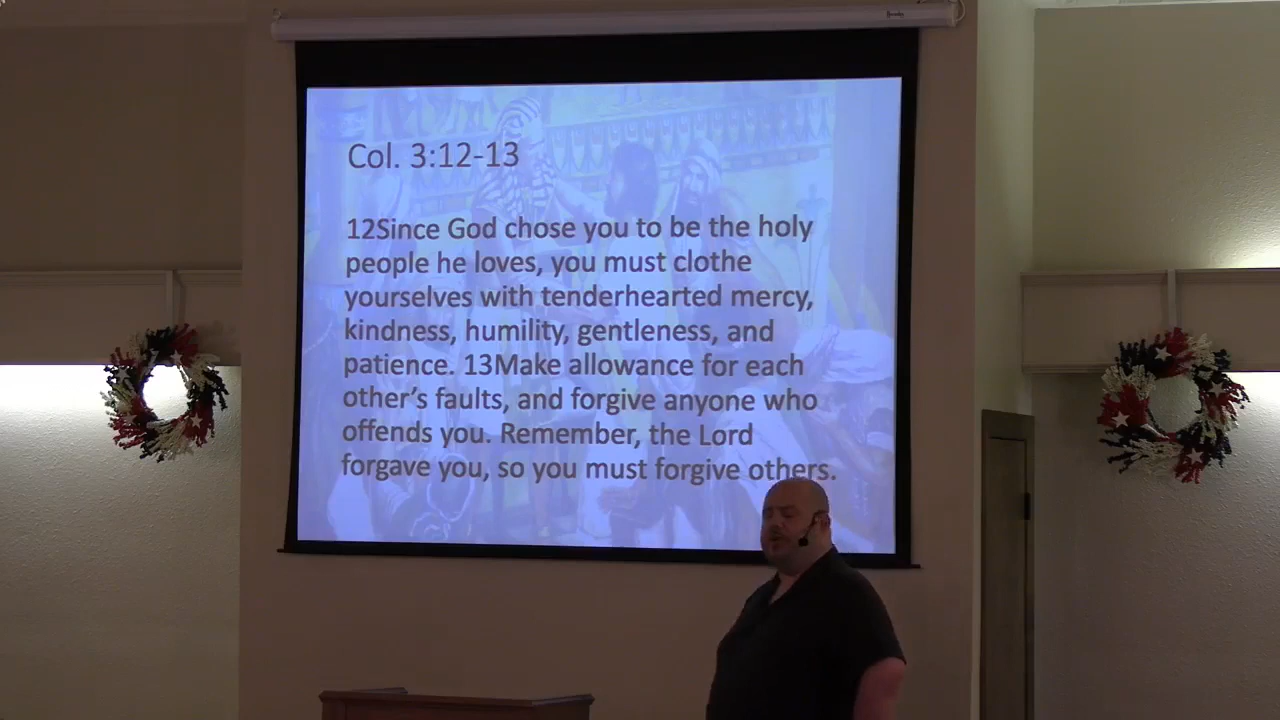 Col. 3:12-13
12Since God chose you to be the holy
people he loves, you must clothe
yourselves with tenderhearted mercy,
kindness, humility, gentleness, and
patience. 13Make allowance for each
other's faults, and forgive anyone who
offends you. Remember, the Lord
forgave you, so you must forgive others.